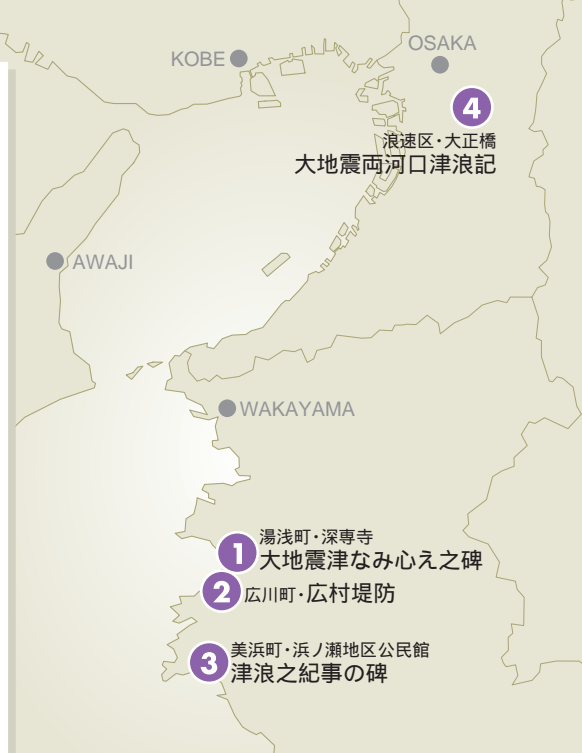 KOBE
OSAKA
4
浪速区・大正橋
大地震両河口津浪記
AWAJI
WAKAYAMA
1
湯浅町・深専寺
大地震津なみ心え之碑
2
広川町・広村堤防
3
美浜町・浜ノ瀬地区公民館
津浪之紀事の碑